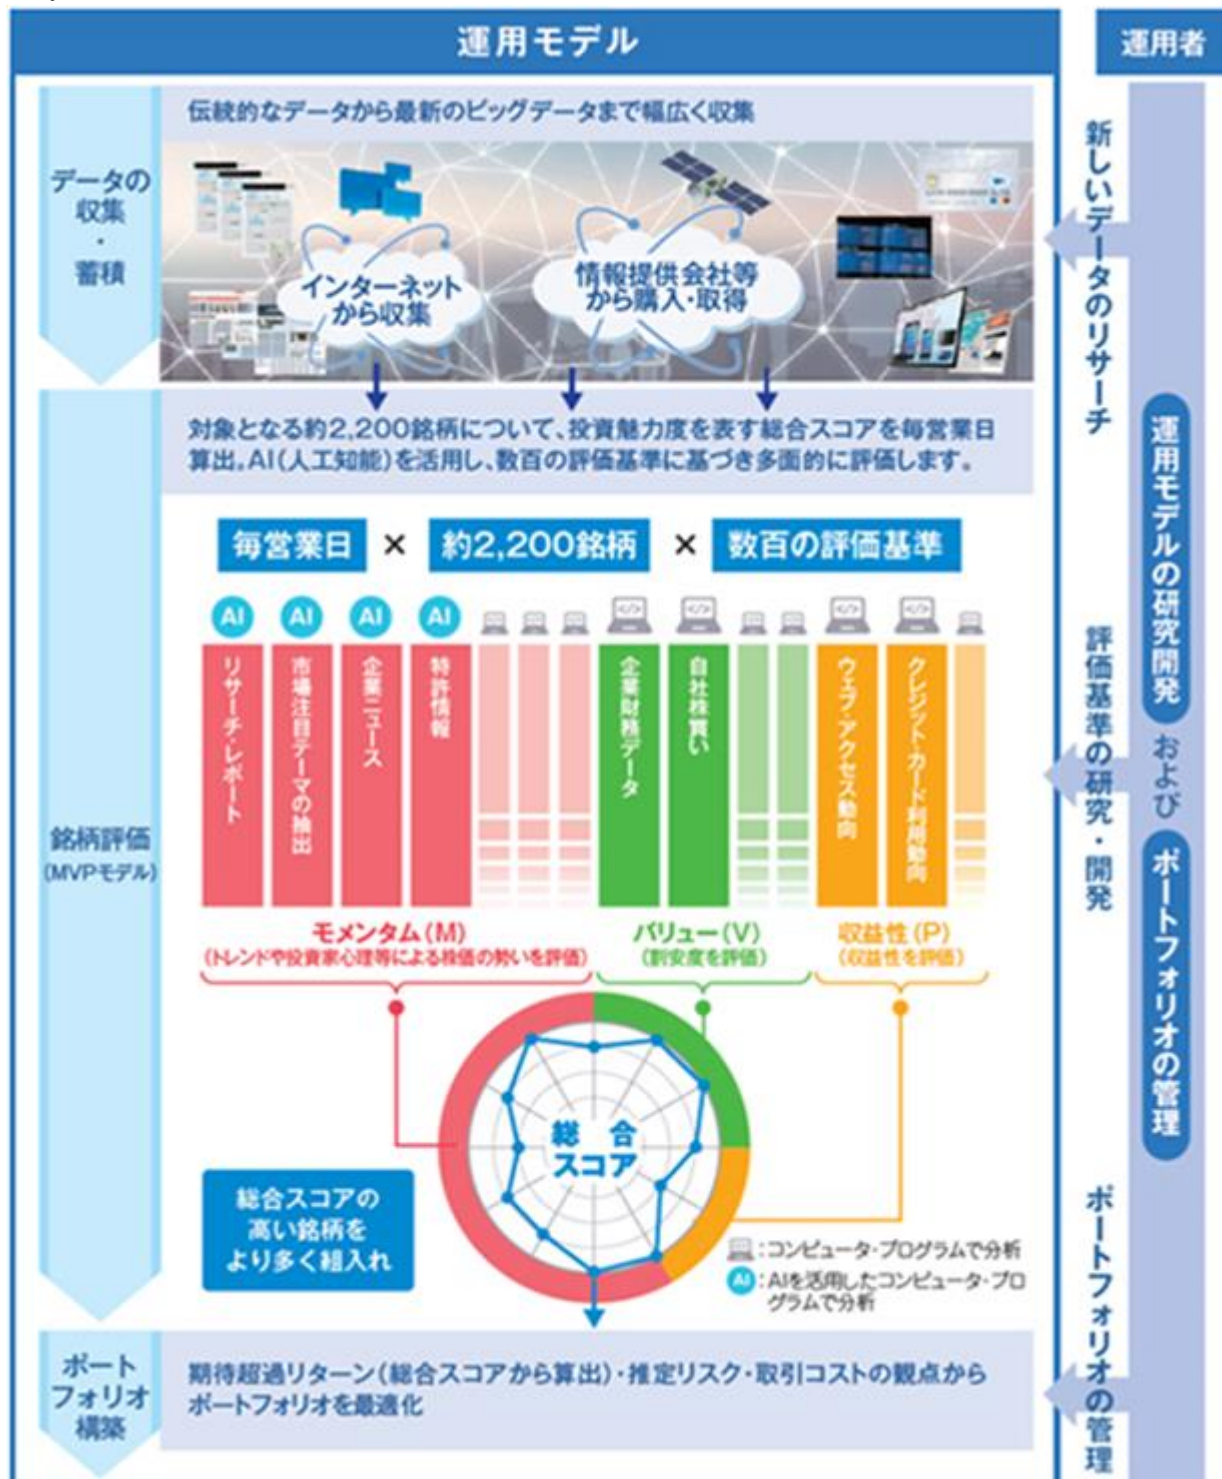 運用モデル
運用者
データの
収集
・
蓄積
伝統的なデータから最新のビッグデータまで幅広く収集
インターネット
から収集
情報提供会社等
から購入・取得
新しいデータのリサーチ
銘柄評価
(MVPモデル)
対象となる約2,200銘柄について、投資魅力度を表す総合スコアを毎営業日
算出。AI(人工知能)を活用し、数百の評価基準に基づき多面的に評価します。
毎営業日 × 約2,200銘柄 × 数百の評価基準
AI
AI
AI
AI
リサーチ・レポート
市場注目テーマの抽出
企業ニュース
特許情報
企業財務データ
自社株買い
ウェブ・アクセス動向
クレジット・カード利用動向
モメンタム(M)
(トレンドや投資家心理等による株価の勢いを評価)
バリュー(V)
(割安度を評価)
収益性(P)
(収益性を評価)
総合
スコア
総合スコアの
高い銘柄を
より多く組入れ
:コンピュータ・プログラムで分析
AI:AIを活用したコンピュータ・プロ
グラムで分析
評価基準の研究・開発
運用モデルの研究開発
および
ポートフォリオの管理
ポート
フォリオ
構築
期待超過リターン(総合スコアから算出)・推定リスク・取引コストの観点から
ポートフォリオを最適化
ポートフォリオの管理